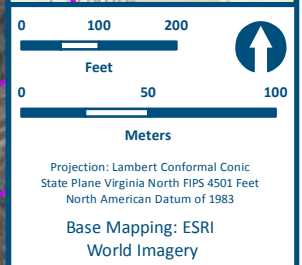 0 100 200
Feet
0 50 100
Meters
Projection: Lambert Conformal Conic
State Plane Virginia North FIPS 4501 Feet
North American Datum of 1983
Base Mapping: ESRI
World Imagery